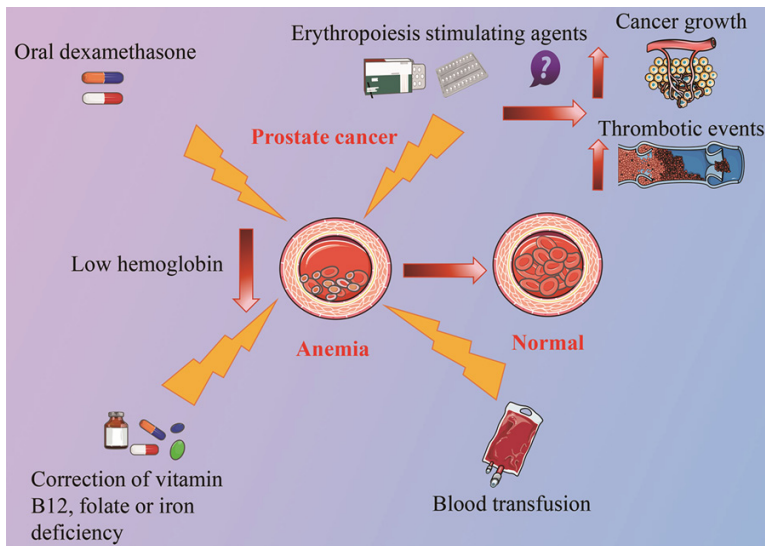 Oral dexamethasone
Erythropoiesis stimulating agents
?
Cancer growth
Thrombotic events
Prostate cancer
Low hemoglobin
Anemia
Normal
Correction of vitamin
B12, folate or iron
deficiency
Blood transfusion